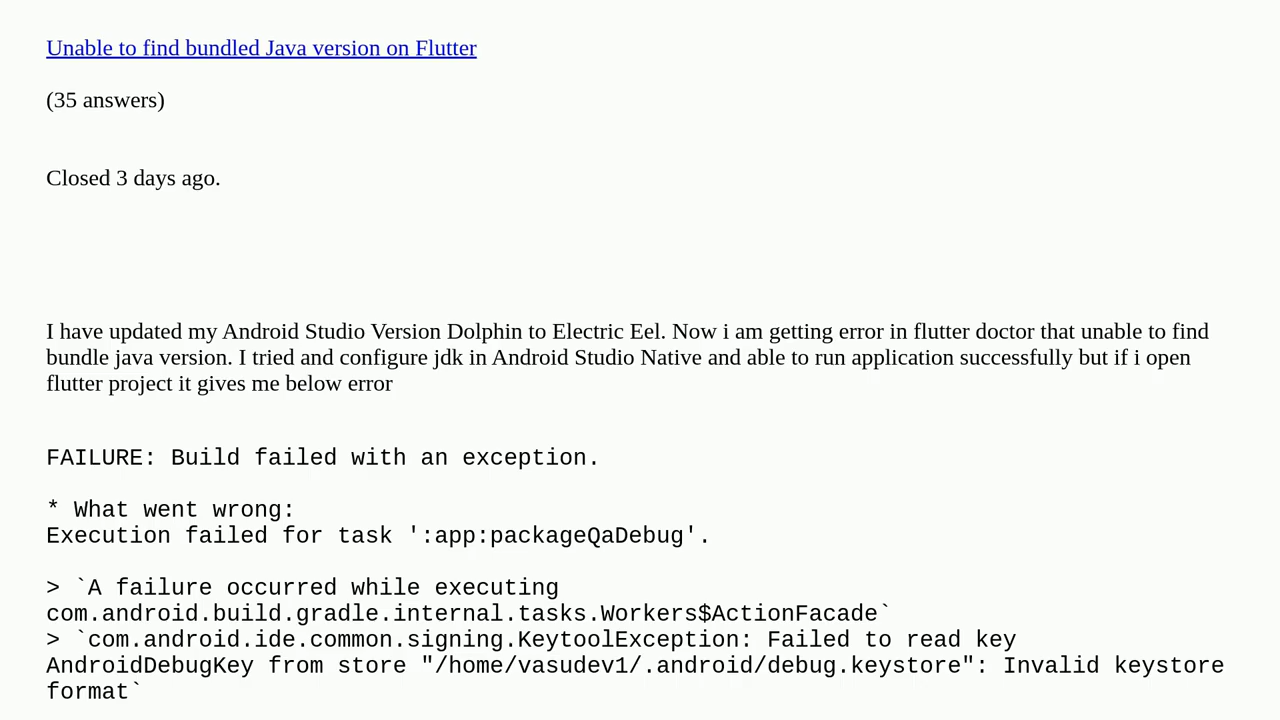 Unable to find bundled Java version on Flutter
(35 answers)
Closed 3 days ago.
I have updated my Android Studio Version Dolphin to Electric Eel. Now i am getting error in flutter doctor that unable to find
bundle java version. I tried and configure jdk in Android Studio Native and able to run application successfully but if i open
flutter project it gives me below error
FAILURE: Build failed with an exception.
* What went wrong:
Execution failed for task ':app:packageQaDebug'.
> `A failure occurred while executing
com.android.build.gradle.internal.tasks.Workers$ActionFacade`
> `com.android.ide.common.signing.KeytoolException: Failed to read key
AndroidDebugKey from store "/home/vasudev1/.android/debug.keystore": Invalid keystore
format`